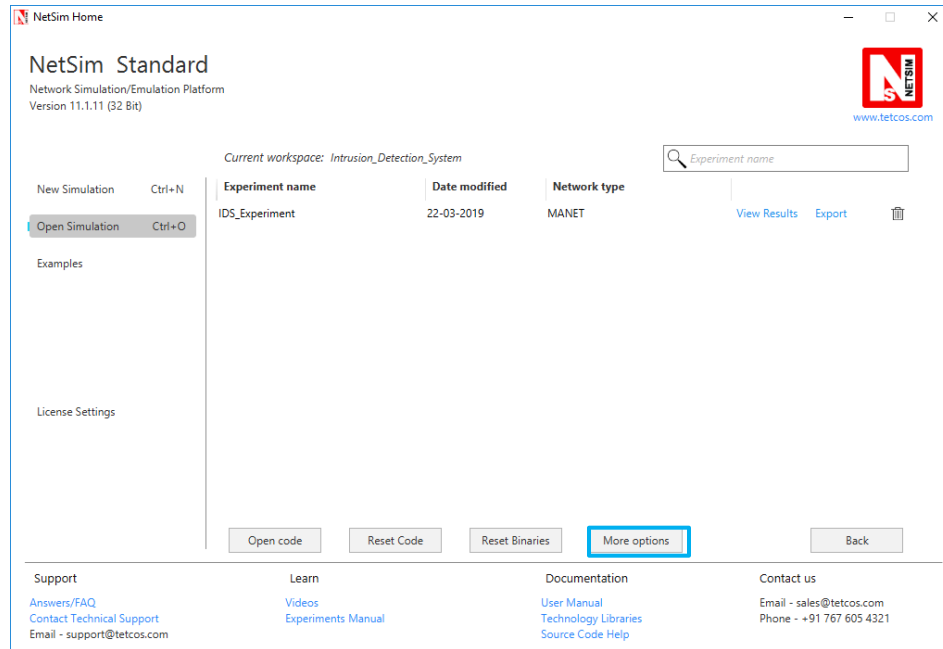 NetSim Home
NetSim Standard
Network Simulation/Emulation Platform
Version 11.1.11 (32 Bit)
NS
NETSIM
www.tetcos.com
Current workspace: Intrusion_Detection_System
Experiment name
New Simulation Ctrl+N
Experiment name Date modified Network type
IDS_Experiment 22-03-2019 MANET View Results Export
Open Simulation Ctrl+O
Examples
License Settings
Open code Reset Code Reset Binaries More options Back
Support Learn Documentation Contact us
Answers/FAQ Videos User Manual Email - sales@tetcos.com
Contact Technical Support Experiments Manual Technology Libraries Phone - +91 767 605 4321
Email - support@tetcos.com Source Code Help